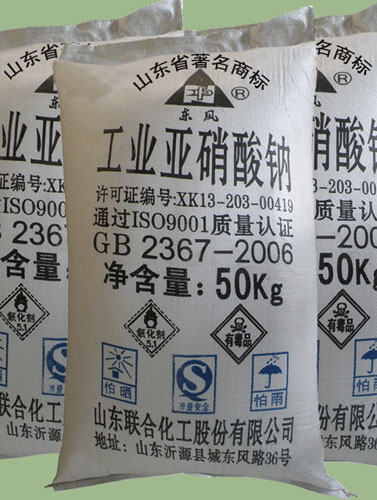 山东省著名商标
®
东风
工业亚硝酸钠
许可证编号:XK13-203-00419
通过ISO9001质量认证
GB 2367-2006
净含量: 50Kg
氧化剂
5.1
有毒品
怕晒
质量安全
怕雨
山东联合化工股份有限公司
地址: 山东沂源县城东风路36号